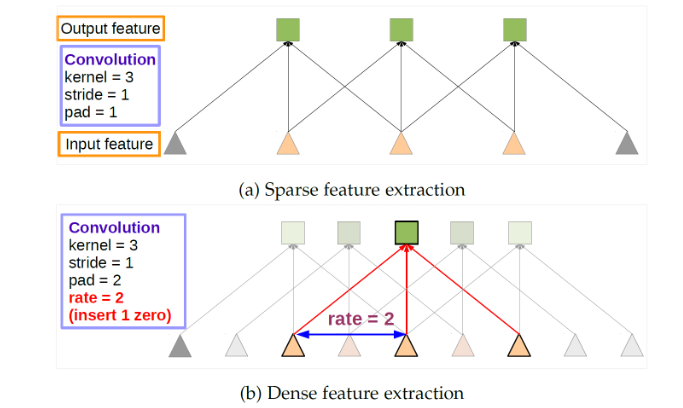 Output feature
Convolution
kernel = 3
stride = 1
pad = 1
Input feature
(a) Sparse feature extraction
Convolution
kernel = 3
stride = 1
pad = 2
rate = 2
(insert 1 zero)
rate = 2
(b) Dense feature extraction